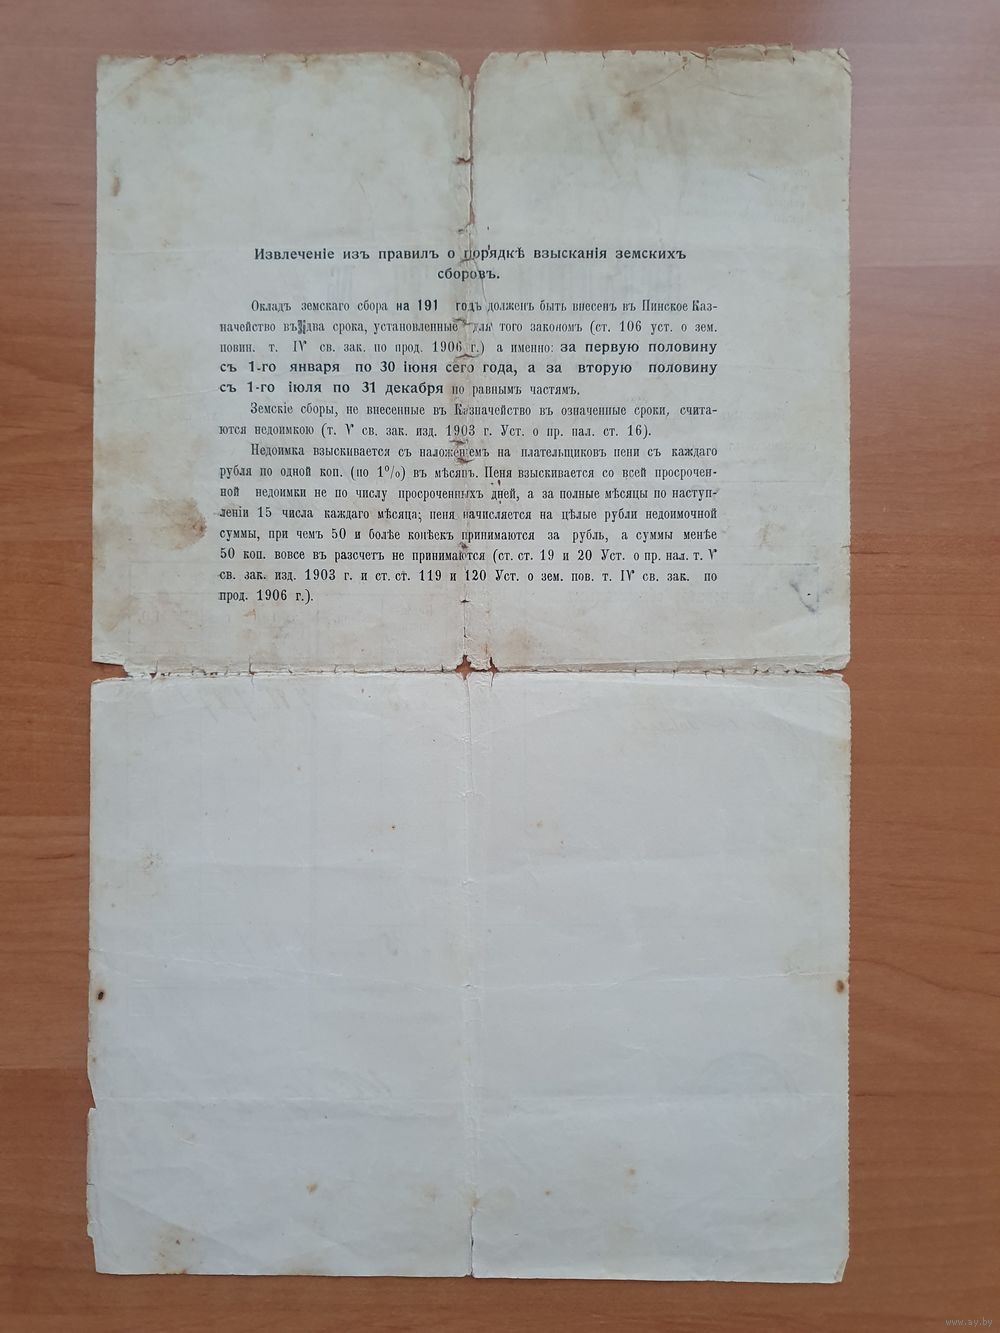 Извлеченіе изъ правилъ о порядкѣ взысканія земскихъ
сборовъ.
Окладъ земскаго сбора на 191 годъ долженъ быть внесенъ въ Пинское Каз-
начейство въ два срока, установленные для того закономъ (ст. 106 уст. о зем.
повин. т. IV св. зак. по прод. 1906 г.) а именно: за первую половину
съ 1-го января по 30 іюня сего года, а за вторую половину
съ 1-го іюля по 31 декабря по равнымъ частямъ.
Земскіе сборы, не внесенные въ Казначейство въ означенные сроки, счита-
ются недоимкою (т. V св. зак. изд. 1903 г. Уст. о пр. нал. ст. 16).
Недоимка взыскивается съ наложеніемъ на плательщиковъ пени съ каждаго
рубля по одной коп. (по 1%) въ мѣсяцъ. Пеня взыскивается со всей просрочен-
ной недоимки не по числу просроченныхъ дней, а за полные мѣсяцы по наступ-
леніи 15 числа каждаго мѣсяца; пеня начисляется на цѣлые рубли недоимочной
суммы, при чемъ 50 и болѣе копѣекъ принимаются за рубль, а суммы менѣе
50 коп. вовсе въ разсчетъ не принимаются (ст. ст. 19 и 20 Уст. о пр. нал. т. V
св. зак. изд. 1903 г. и ст. ст. 119 и 120 Уст. о зем. пов. т. IV св. зак. по
прод. 1906 г.).
www.ay.by